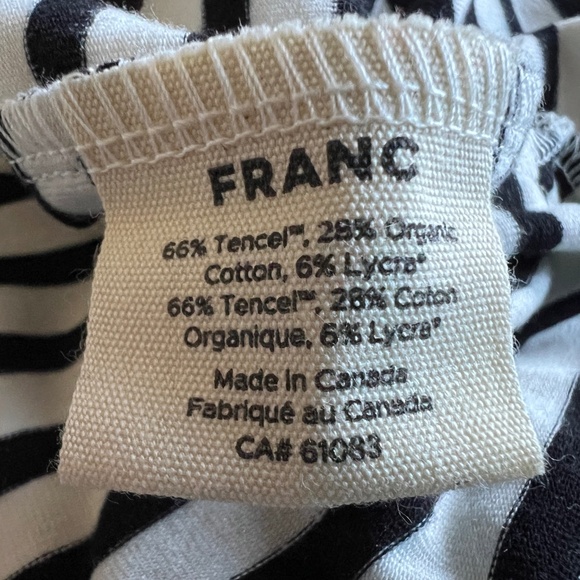 FRANC
66% Tencel™, 28% Organic
Cotton, 6% Lycra®
66% Tencel™, 28% Coton
Organique, 6% Lycra®
Made in Canada
Fabriqué au Canada
CA# 61083